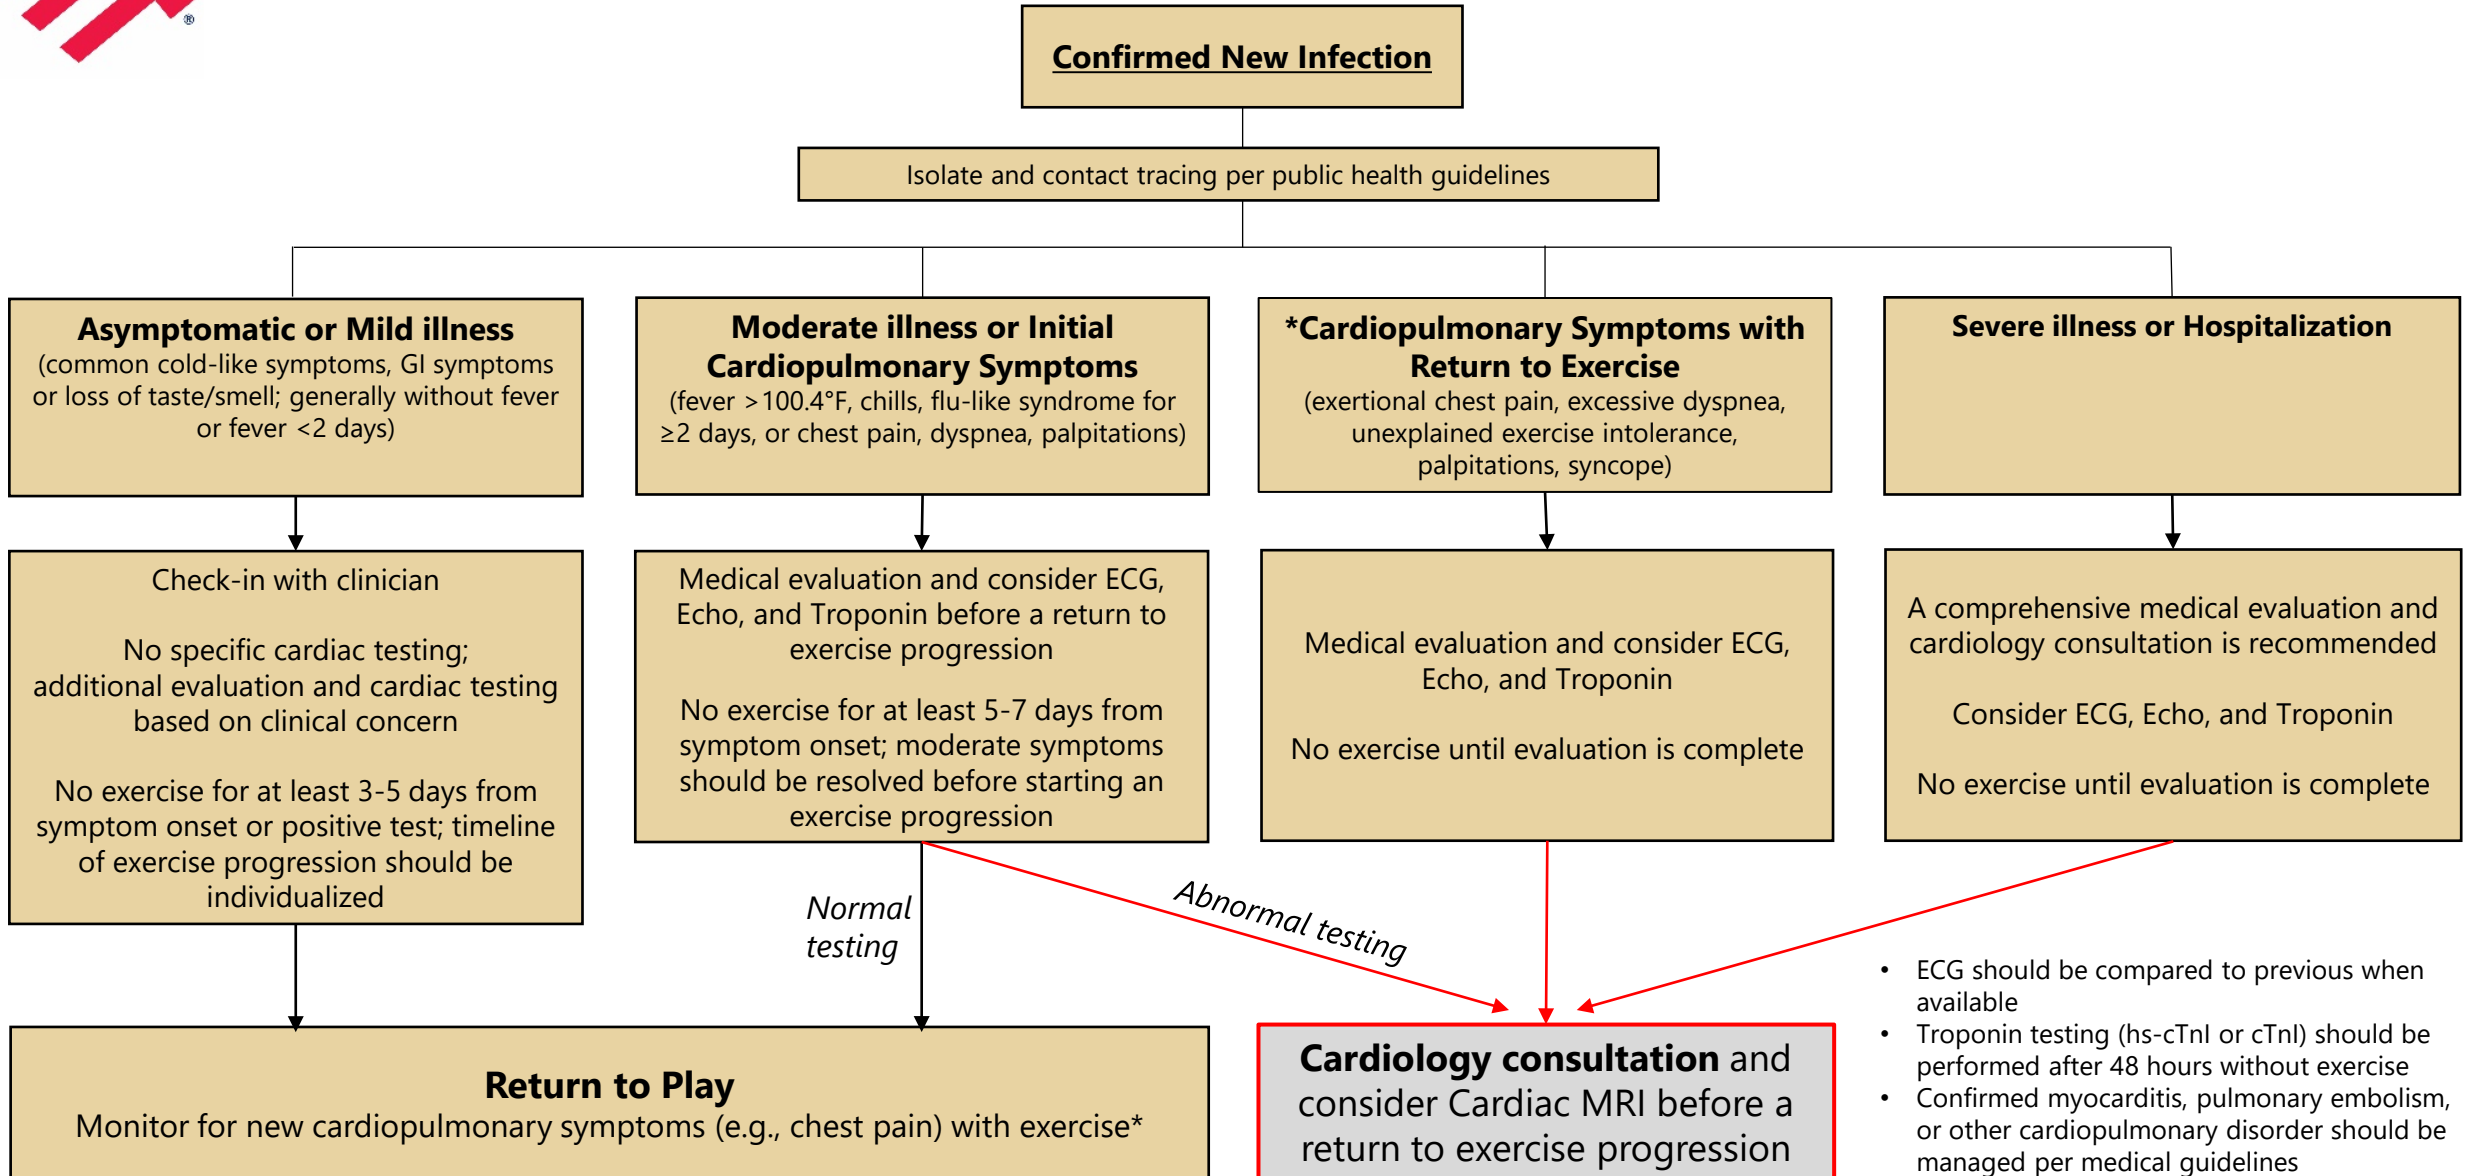 ®
Confirmed New Infection
Isolate and contact tracing per public health guidelines
Asymptomatic or Mild illness
(common cold-like symptoms, GI symptoms
or loss of taste/smell; generally without fever
or fever <2 days)
Moderate illness or Initial
Cardiopulmonary Symptoms
(fever >100.4°F, chills, flu-like syndrome for
≥2 days, or chest pain, dyspnea, palpitations)
*Cardiopulmonary Symptoms with
Return to Exercise
(exertional chest pain, excessive dyspnea,
unexplained exercise intolerance,
palpitations, syncope)
Severe illness or Hospitalization
Check-in with clinician
No specific cardiac testing;
additional evaluation and cardiac testing
based on clinical concern
No exercise for at least 3-5 days from
symptom onset or positive test; timeline
of exercise progression should be
individualized
Medical evaluation and consider ECG,
Echo, and Troponin before a return to
exercise progression
No exercise for at least 5-7 days from
symptom onset; moderate symptoms
should be resolved before starting an
exercise progression
Medical evaluation and consider ECG,
Echo, and Troponin
No exercise until evaluation is complete
A comprehensive medical evaluation and
cardiology consultation is recommended
Consider ECG, Echo, and Troponin
No exercise until evaluation is complete
Normal
testing
Abnormal testing
Return to Play
Monitor for new cardiopulmonary symptoms (e.g., chest pain) with exercise*
Cardiology consultation and
consider Cardiac MRI before a
return to exercise progression
• ECG should be compared to previous when
available
• Troponin testing (hs-cTnI or cTnI) should be
performed after 48 hours without exercise
• Confirmed myocarditis, pulmonary embolism,
or other cardiopulmonary disorder should be
managed per medical guidelines